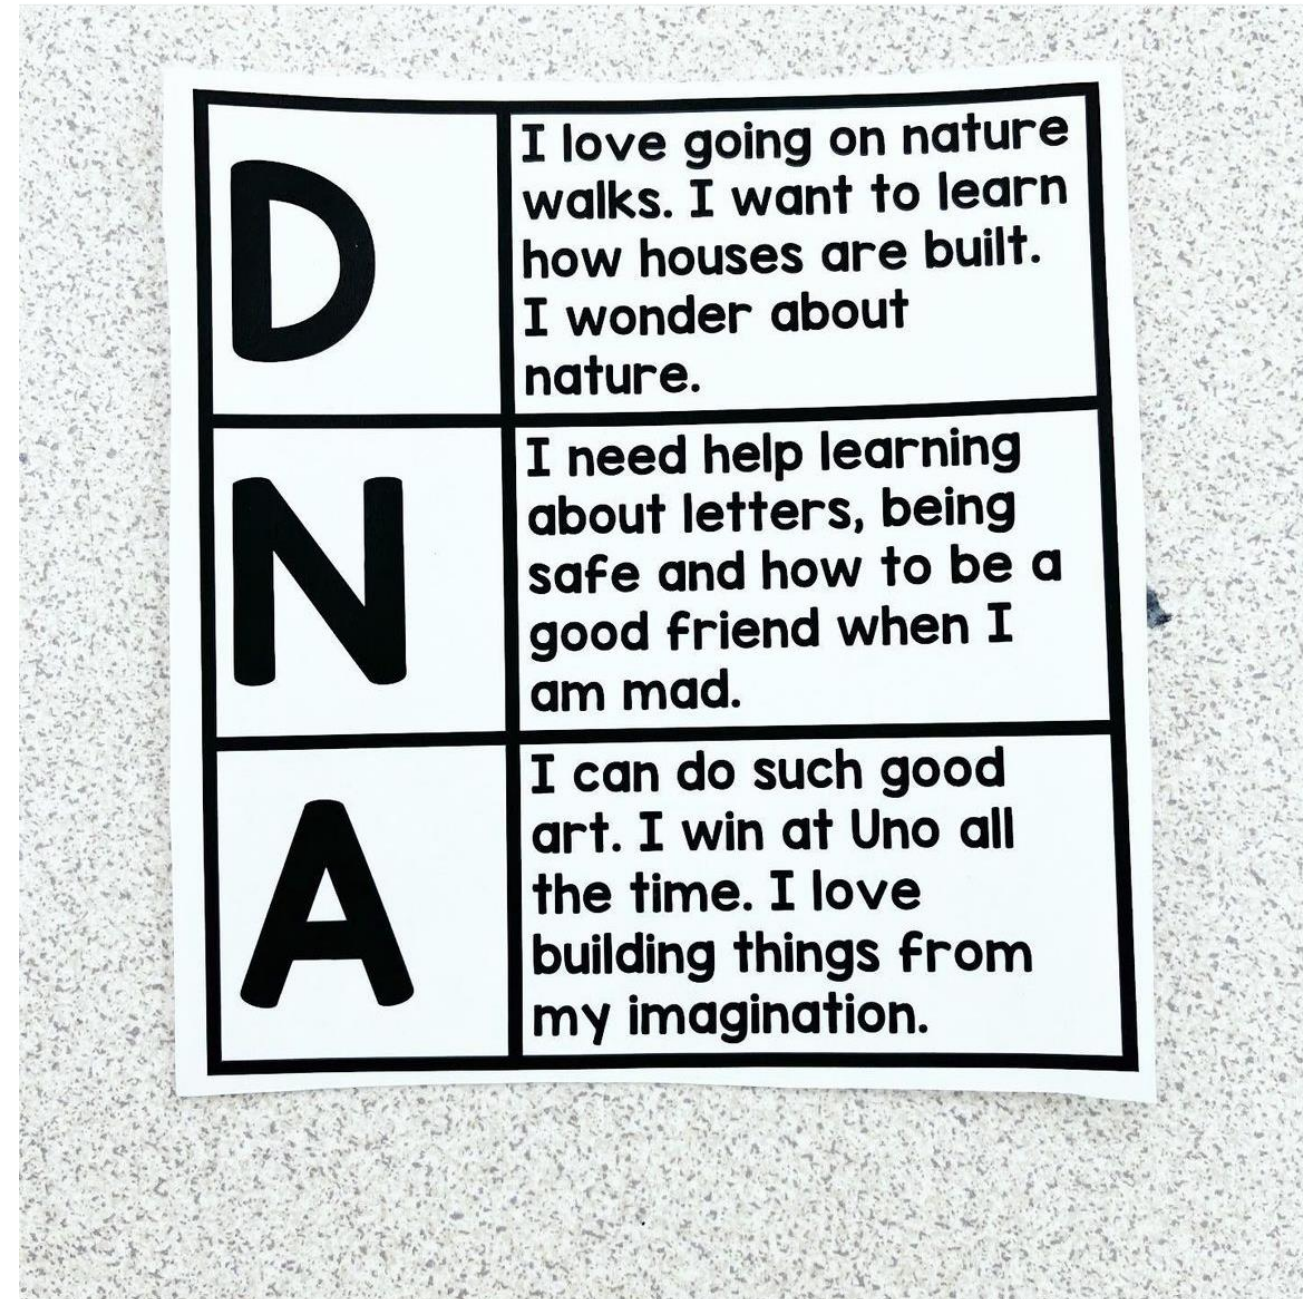 D
I love going on nature
walks. I want to learn
how houses are built.
I wonder about
nature.
N
I need help learning
about letters, being
safe and how to be a
good friend when I
am mad.
A
I can do such good
art. I win at Uno all
the time. I love
building things from
my imagination.